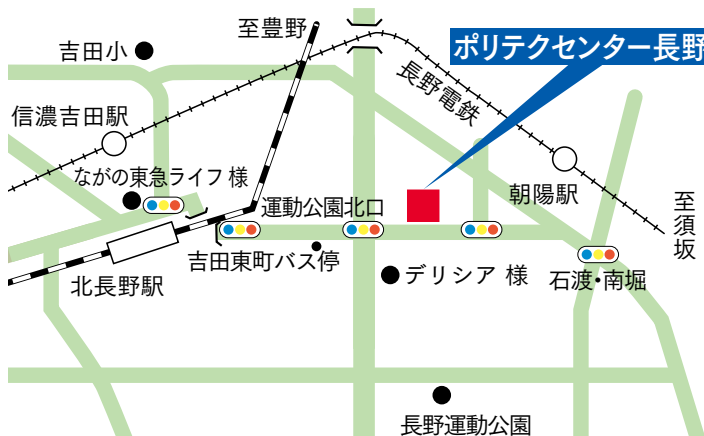 至豊野
吉田小
ポリテクセンター長野
長野電鉄
信濃吉田駅
ながの東急ライフ 様
朝陽駅
至須坂
運動公園北口
吉田東町バス停
北長野駅
デリシア 様
石渡・南堀
長野運動公園